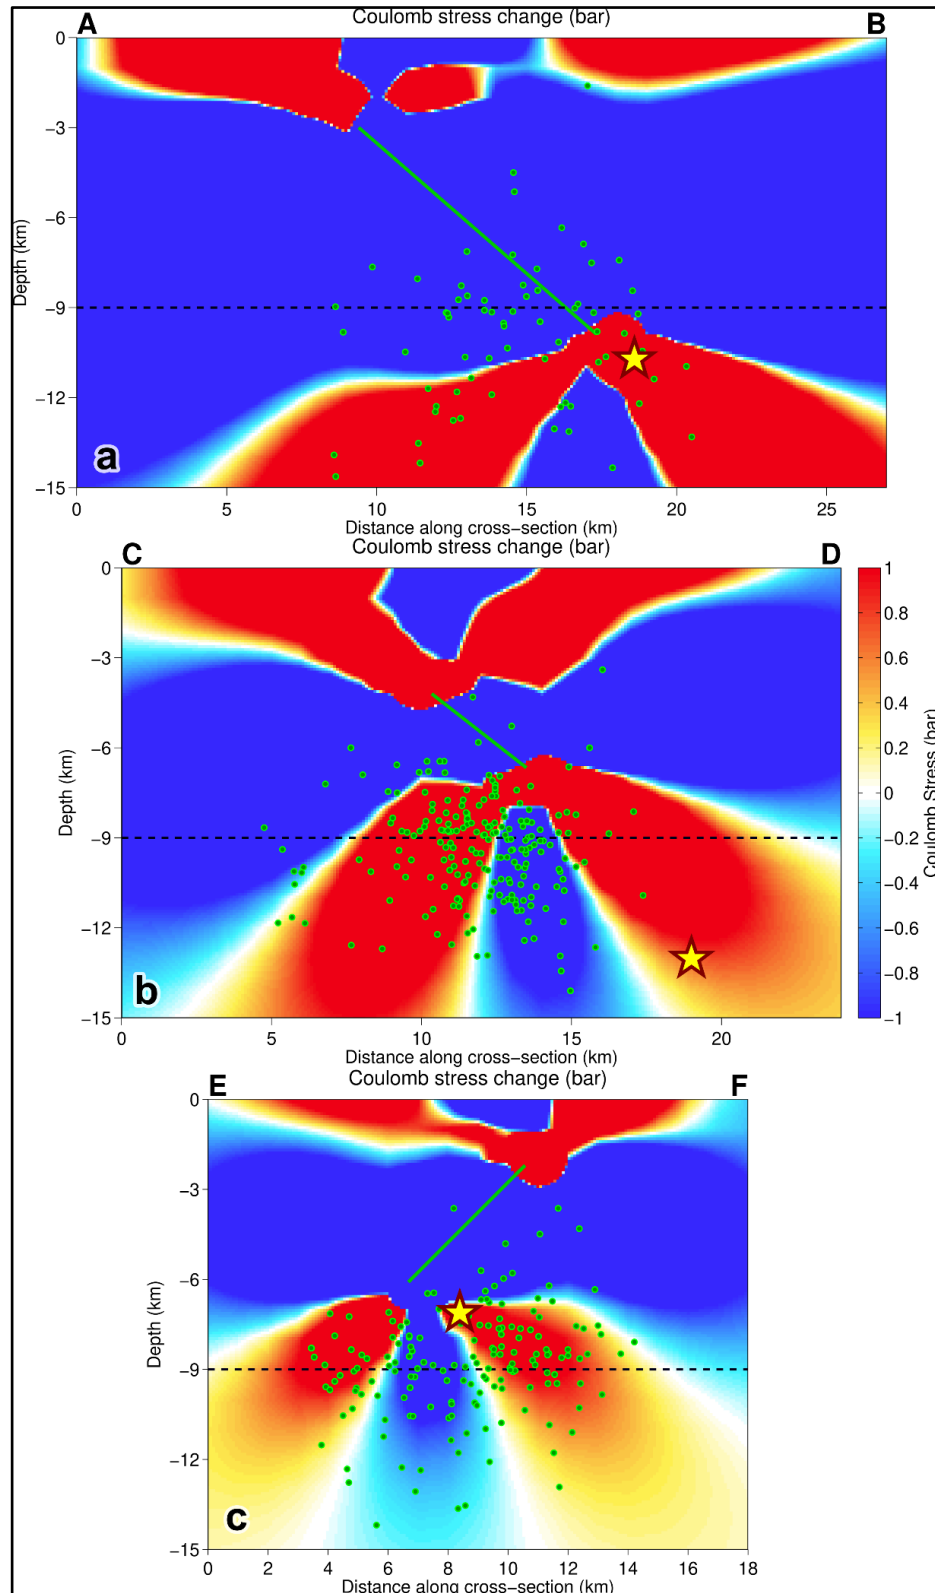 A
Coulomb stress change (bar)
B
0
−3
−6
−9
−12
−15
Depth (km)
a
0
5
10
15
20
25
Distance along cross−section (km)
C
Coulomb stress change (bar)
D
0
−3
−6
−9
−12
−15
Depth (km)
b
0
5
10
15
20
Distance along cross−section (km)
1
0.8
0.6
0.4
0.2
0
−0.2
−0.4
−0.6
−0.8
−1
Coulomb Stress (bar)
E
Coulomb stress change (bar)
F
0
−3
−6
−9
−12
−15
Depth (km)
c
0
2
4
6
8
10
12
14
16
18
Distance along cross−section (km)